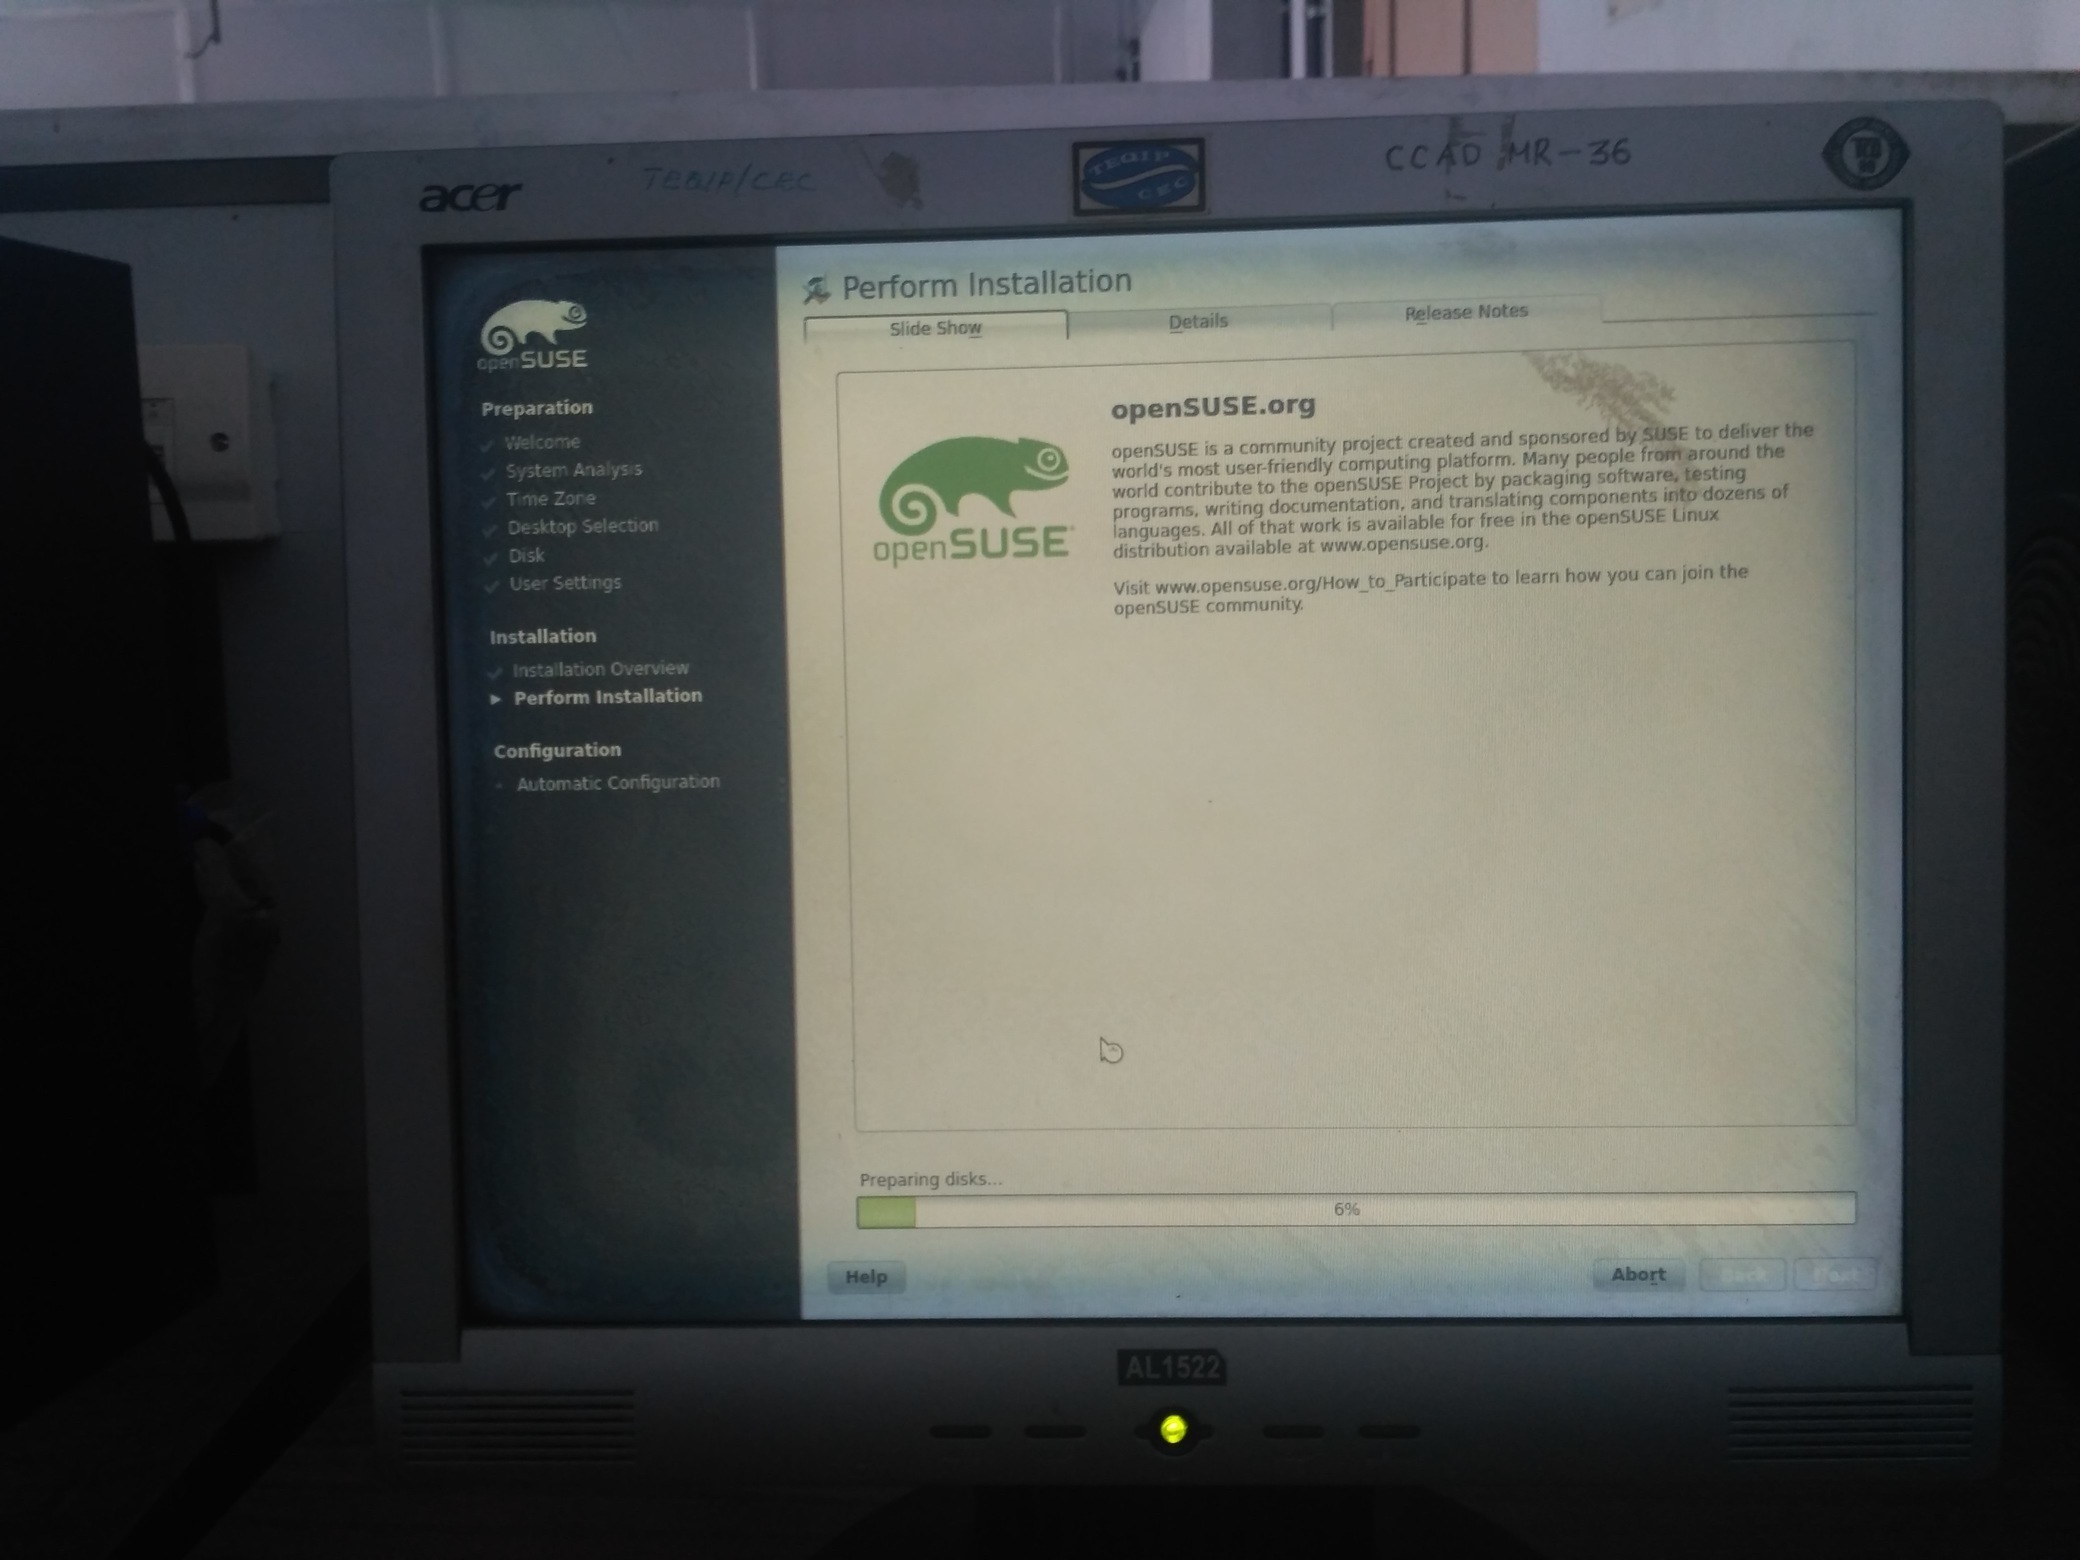 acer
TEQIP/CEC
TEQIP
CEC
CCAD MR-36
openSUSE
Preparation
Welcome
System Analysis
Time Zone
Desktop Selection
Disk
User Settings
Installation
Installation Overview
Perform Installation
Configuration
Automatic Configuration
Perform Installation
Slide Show
Details
Release Notes
openSUSE
openSUSE.org
openSUSE is a community project created and sponsored by SUSE to deliver the
world's most user-friendly computing platform. Many people from around the
world contribute to the openSUSE Project by packaging software, testing
programs, writing documentation, and translating components into dozens of
languages. All of that work is available for free in the openSUSE Linux
distribution available at www.opensuse.org.
Visit www.opensuse.org/How_to_Participate to learn how you can join the
openSUSE community.
Preparing disks...
6%
Help
Abort
Back
Next
AL1522